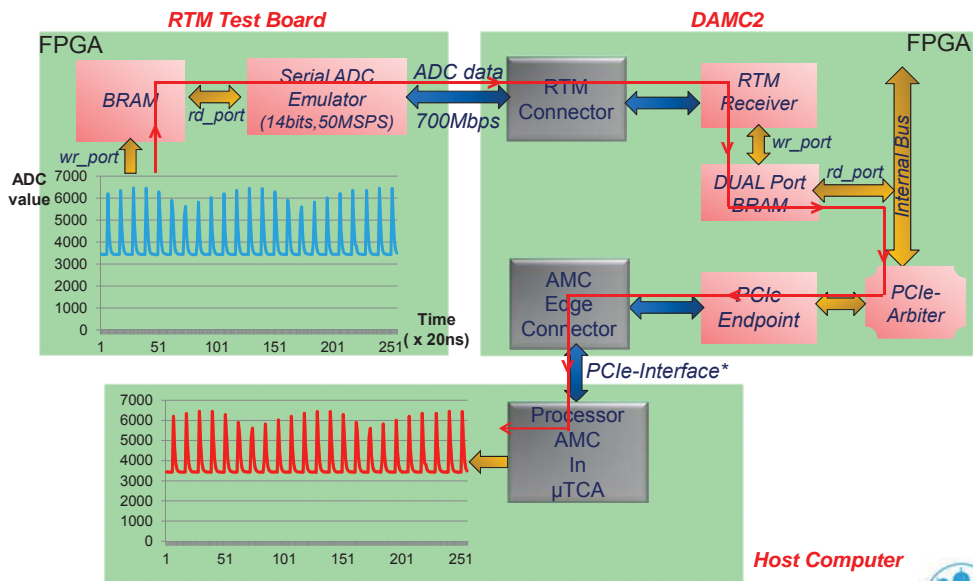 RTM Test Board
DAMC2
FPGA
FPGA
BRAM
rd_port
Serial ADC
Emulator
(14bits,50MSPS)
ADC data
700Mbps
RTM
Connector
RTM
Receiver
wr_port
DUAL Port
BRAM
rd_port
Internal Bus
wr_port
ADC
value
7000
6000
5000
4000
3000
2000
1000
0
1 51 101 151 201 251
Time
( x 20ns)
AMC
Edge
Connector
PCIe
Endpoint
PCIe-
Arbiter
PCIe-Interface*
7000
6000
5000
4000
3000
2000
1000
0
1 51 101 151 201 251
Processor
AMC
In
µTCA
Host Computer